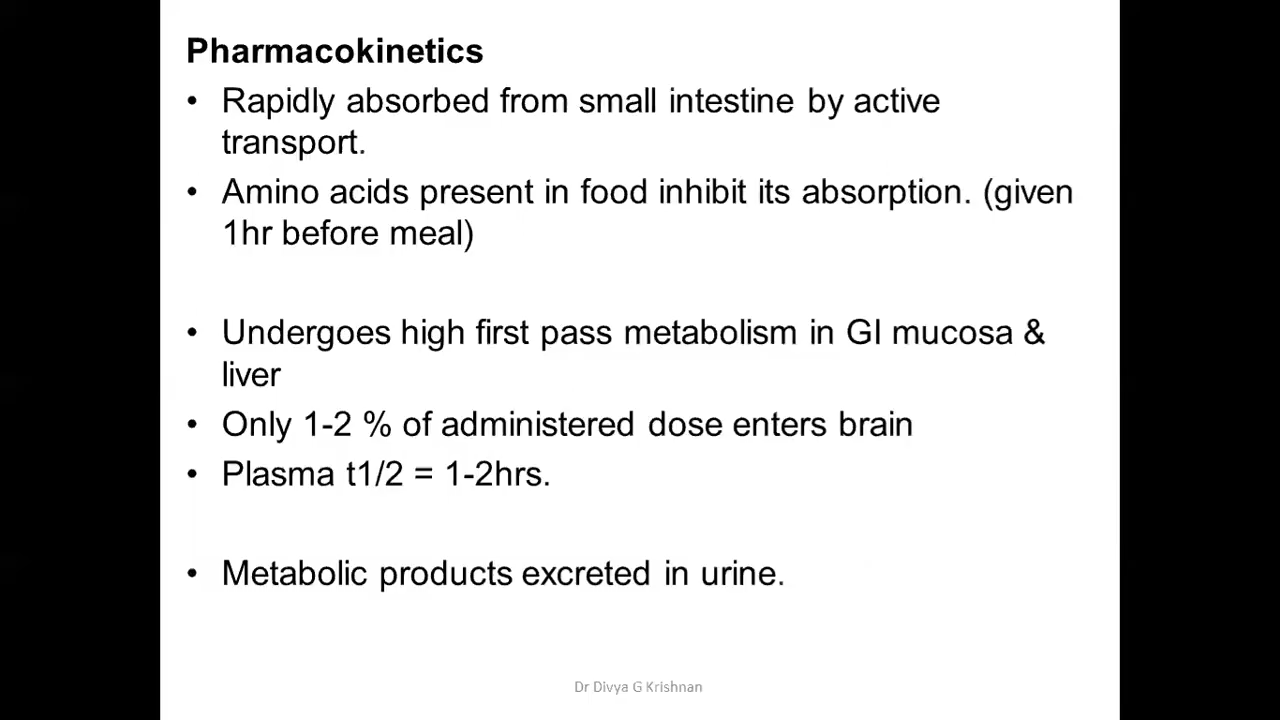 Pharmacokinetics
• Rapidly absorbed from small intestine by active
transport.
• Amino acids present in food inhibit its absorption. (given
1hr before meal)
• Undergoes high first pass metabolism in GI mucosa &
liver
• Only 1-2 % of administered dose enters brain
• Plasma t1/2 = 1-2hrs.
• Metabolic products excreted in urine.
Dr Divya G Krishnan